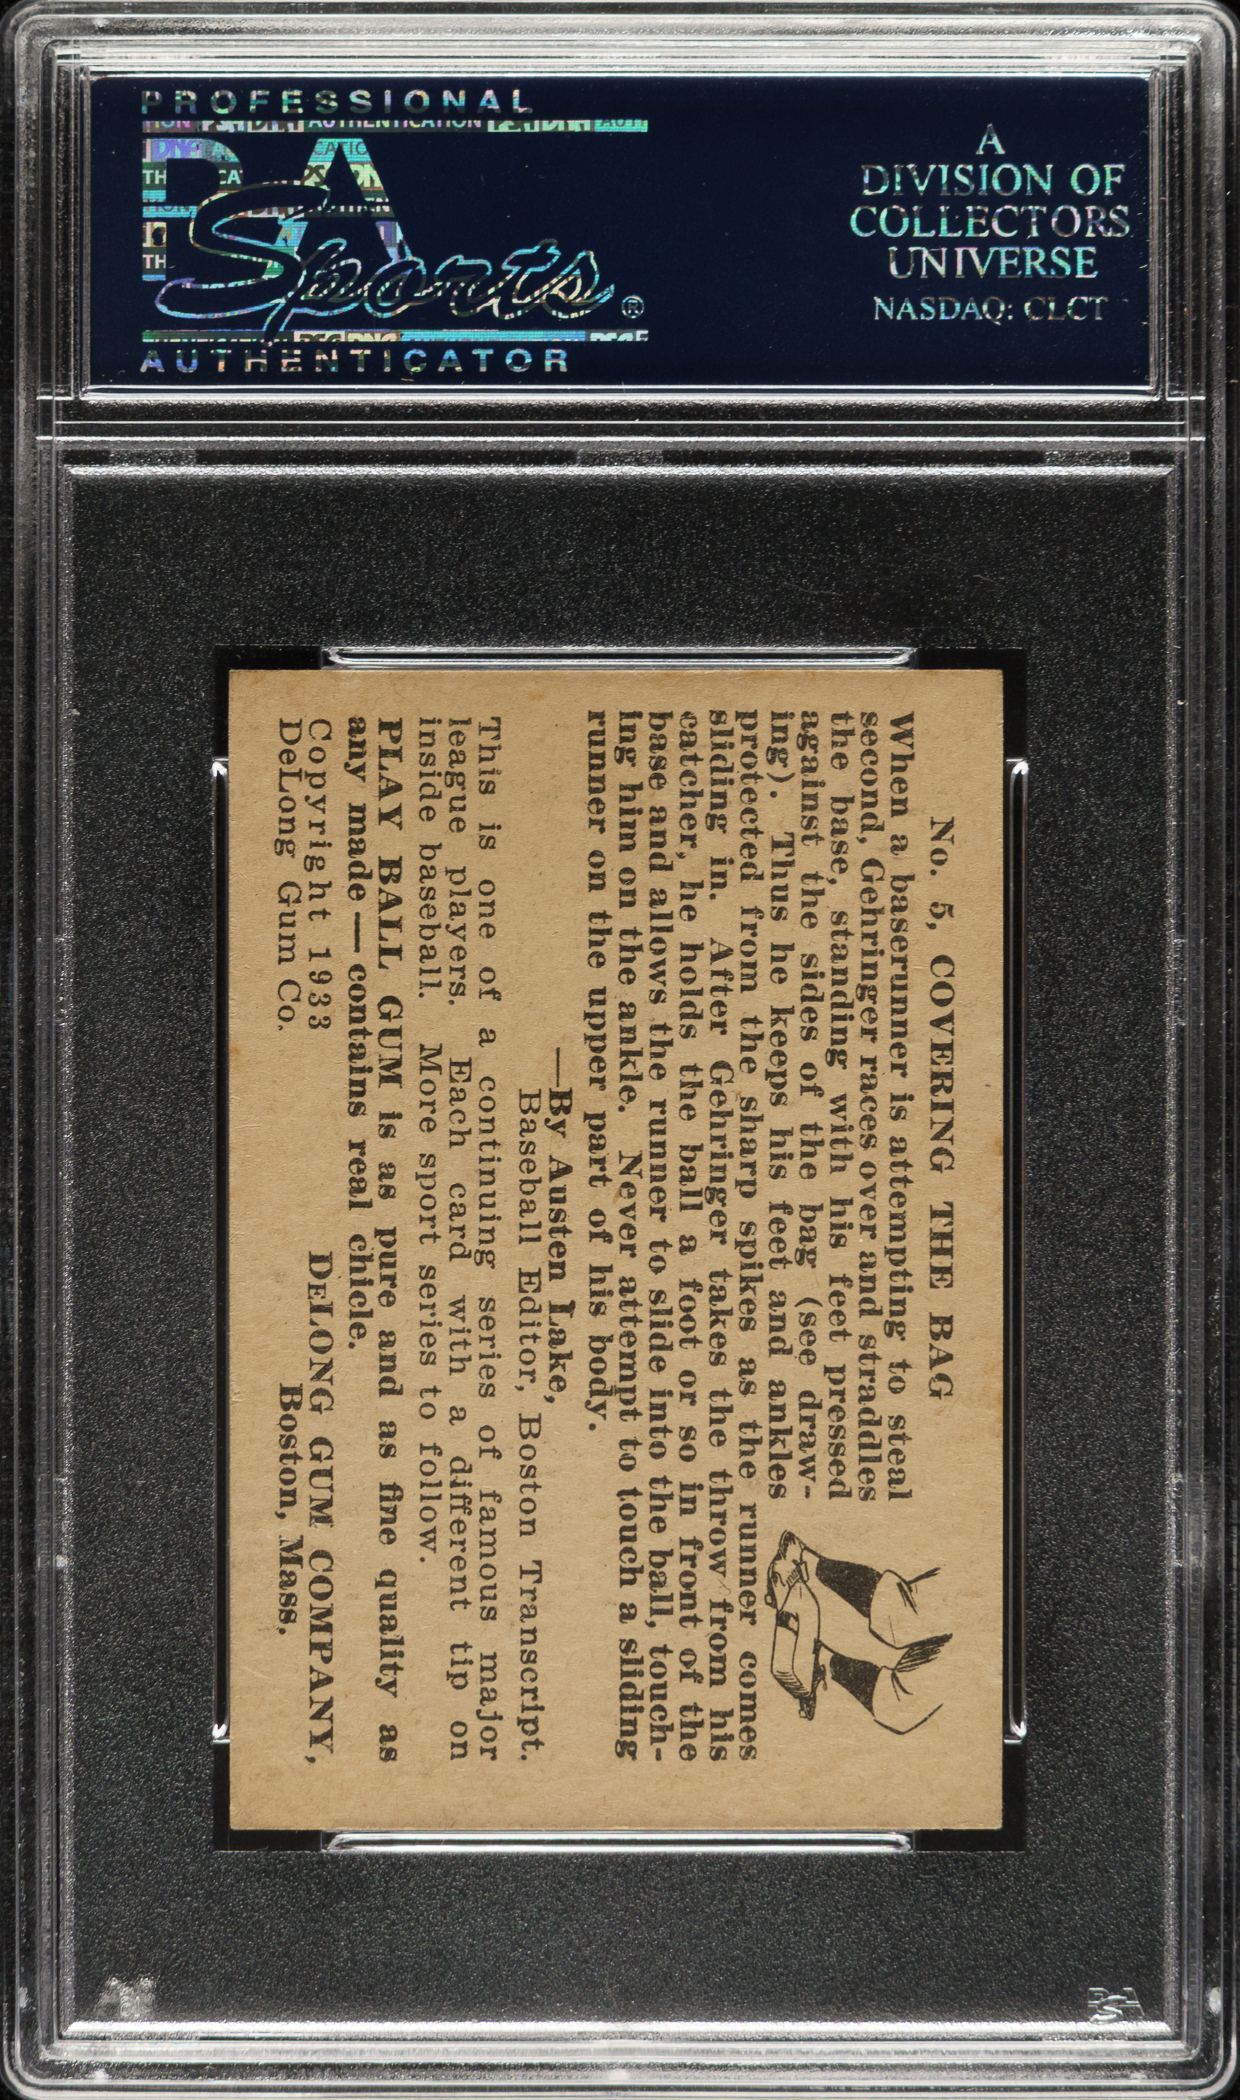 PROFESSIONAL
PSA
Sports®
AUTHENTICATOR
A
DIVISION OF
COLLECTORS
UNIVERSE
NASDAQ: CLCT
No. 5, COVERING THE BAG
When a baserunner is attempting to steal
second, Gehringer races over and straddles
the base, standing with his feet pressed
against the sides of the bag (see draw-
ing). Thus he keeps his feet and ankles
protected from the sharp spikes as the runner comes
sliding in. After Gehringer takes the throw from his
catcher, he holds the ball a foot or so in front of the
base and allows the runner to slide into the ball, touch-
ing him on the ankle. Never attempt to touch a sliding
runner on the upper part of his body.
—By Austen Lake,
Baseball Editor, Boston Transcript.
This is one of a continuing series of famous major
league players. Each card with a different tip on
inside baseball. More sport series to follow.
PLAY BALL GUM is as pure and as fine quality as
any made — contains real chicle.
Copyright 1933
DeLong Gum Co.
DELONG GUM COMPANY,
Boston, Mass.
PSA